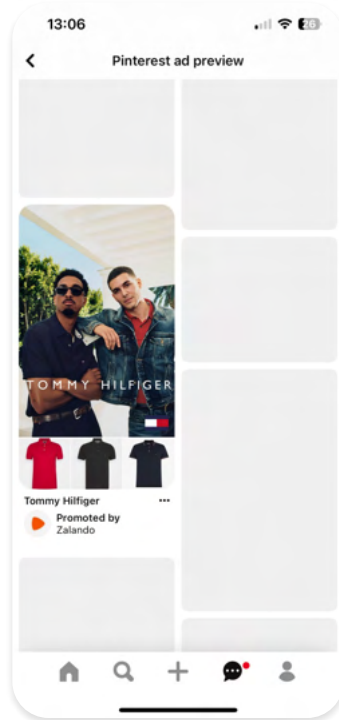 13:06
26
Pinterest ad preview
TOMMY HILFIGER
Tommy Hilfiger
Promoted by
Zalando